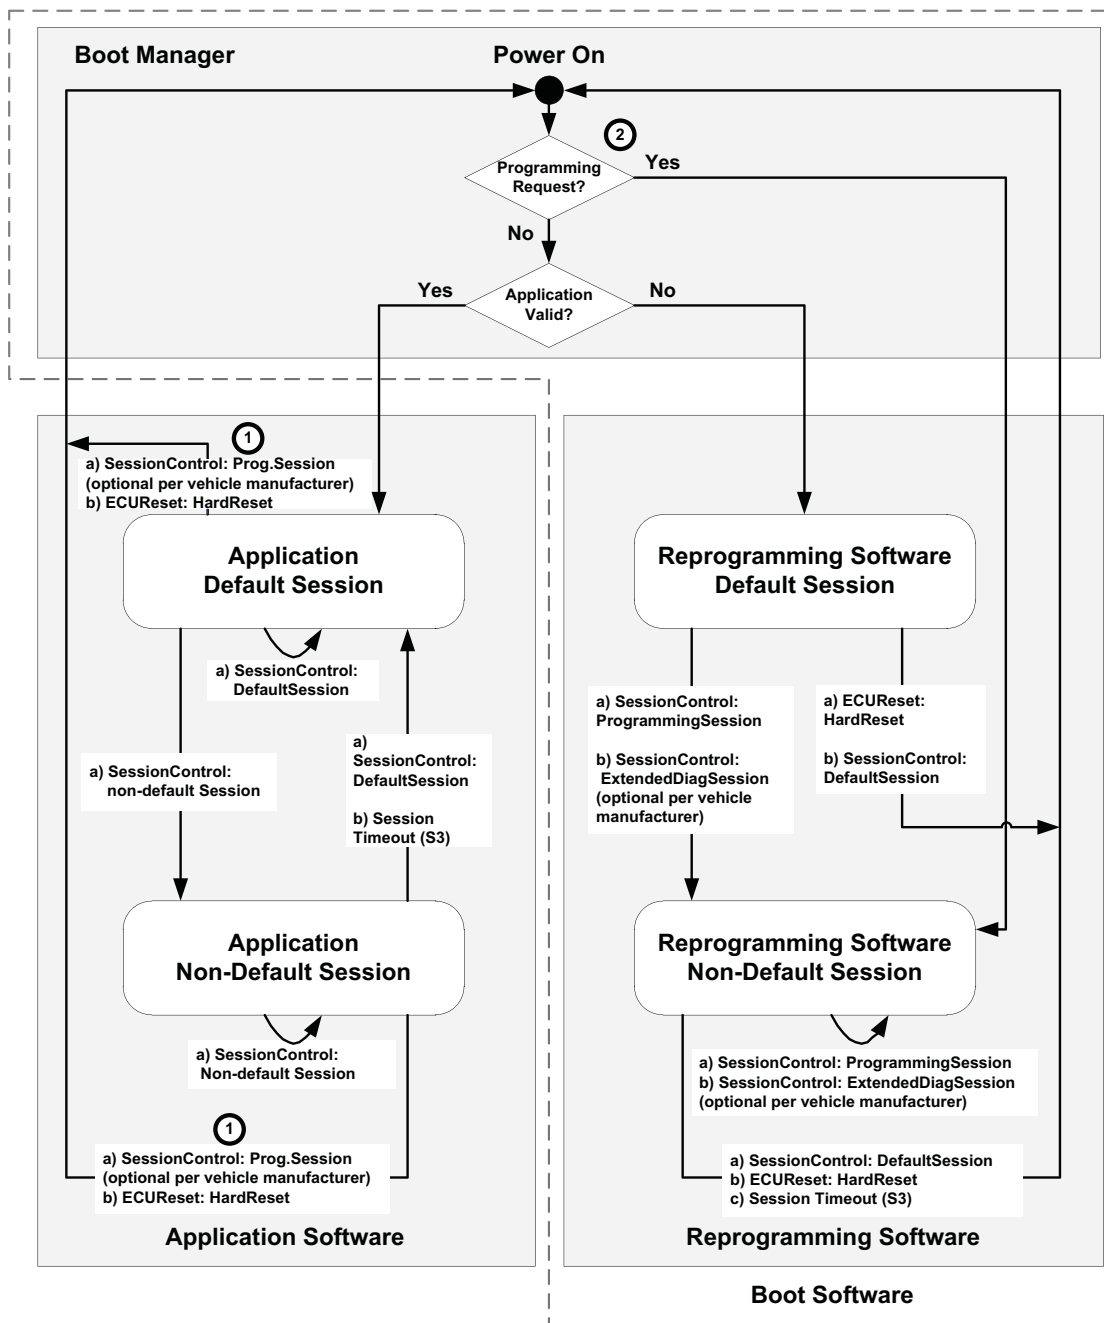 Boot Manager
Power On
2
Programming
Request?
Yes
No
Yes
Application
Valid?
No
1
a) SessionControl: Prog.Session
(optional per vehicle manufacturer)
b) ECUReset: HardReset
Application
Default Session
Reprogramming Software
Default Session
a) SessionControl:
DefaultSession
a) SessionControl:
non-default Session
a)
SessionControl:
DefaultSession
b) Session
Timeout (S3)
a) SessionControl:
ProgrammingSession
b) SessionControl:
ExtendedDiagSession
(optional per vehicle
manufacturer)
a) ECUReset:
HardReset
b) SessionControl:
DefaultSession
Application
Non-Default Session
Reprogramming Software
Non-Default Session
a) SessionControl:
Non-default Session
a) SessionControl: ProgrammingSession
b) SessionControl: ExtendedDiagSession
(optional per vehicle manufacturer)
1
a) SessionControl: Prog.Session
(optional per vehicle manufacturer)
b) ECUReset: HardReset
a) SessionControl: DefaultSession
b) ECUReset: HardReset
c) Session Timeout (S3)
Application Software
Reprogramming Software
Boot Software